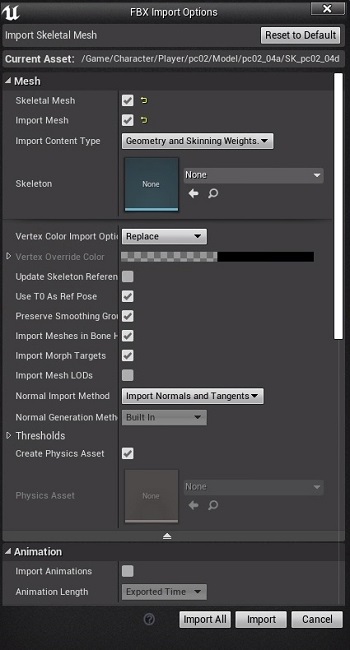 FBX Import Options
Import Skeletal Mesh
Reset to Default
Current Asset: /Game/Character/Player/pc02/Model/pc02_04a/SK_pc02_04d
Mesh
Skeletal Mesh
Import Mesh
Import Content Type Geometry and Skinning Weights.
Skeleton None None
Vertex Color Import Optio Replace
Vertex Override Color
Update Skeleton Referen
Use T0 As Ref Pose
Preserve Smoothing Grou
Import Meshes in Bone H
Import Morph Targets
Import Mesh LODs
Normal Import Method Import Normals and Tangents
Normal Generation Metho Built In
Thresholds
Create Physics Asset
Physics Asset None None
Animation
Import Animations
Animation Length Exported Time
Import All Import Cancel